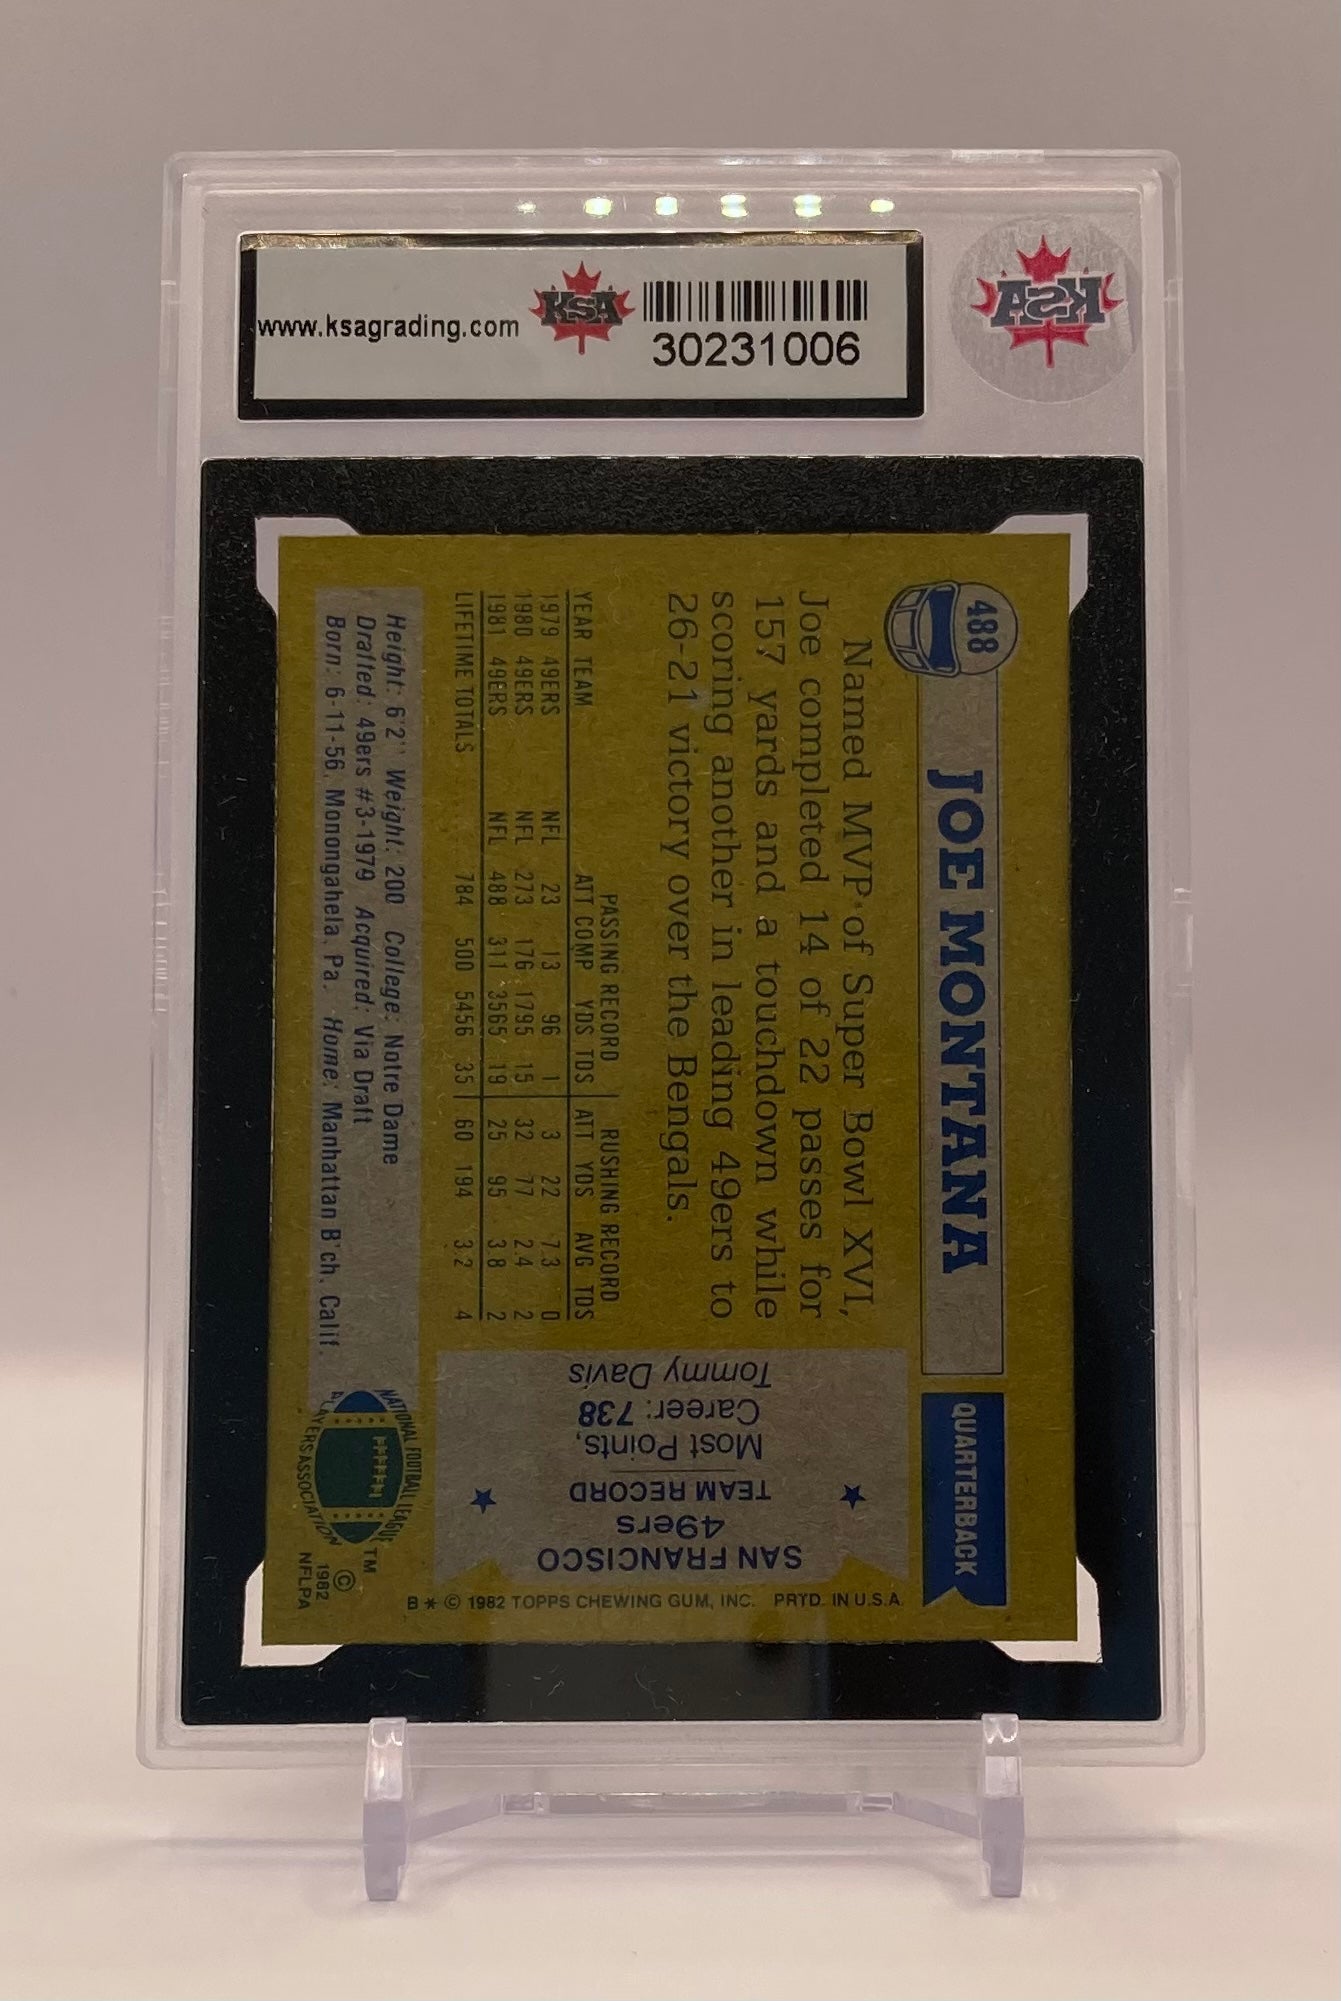 www.ksagrading.com
KSA
30231006
KSA
488
JOE MONTANA
QUARTERBACK
Named MVP of Super Bowl XVI,
Joe completed 14 of 22 passes for
157 yards and a touchdown while
scoring another in leading 49ers to
26-21 victory over the Bengals.
PASSING RECORD RUSHING RECORD
YEAR TEAM ATT COMP YDS TDS ATT YDS AVG TDS
1979 49ERS NFL 23 13 96 1 3 22 7.3 0
1980 49ERS NFL 273 176 1795 15 32 77 2.4 2
1981 49ERS NFL 488 311 3565 19 25 95 3.8 2
LIFETIME TOTALS 784 500 5456 35 60 194 3.2 4
Height: 6'2" Weight: 200 College: Notre Dame
Drafted: 49ers #3-1979 Acquired: Via Draft
Born: 6-11-56, Monongahela, Pa. Home: Manhattan B'ch, Calif.
SAN FRANCISCO
49ers
TEAM RECORD
Most Points,
Career: 738
Tommy Davis
NATIONAL FOOTBALL LEAGUE
PLAYERS ASSOCIATION
TM
©
1982
NFLPA
B * © 1982 TOPPS CHEWING GUM, INC. PRTD. IN U.S.A.